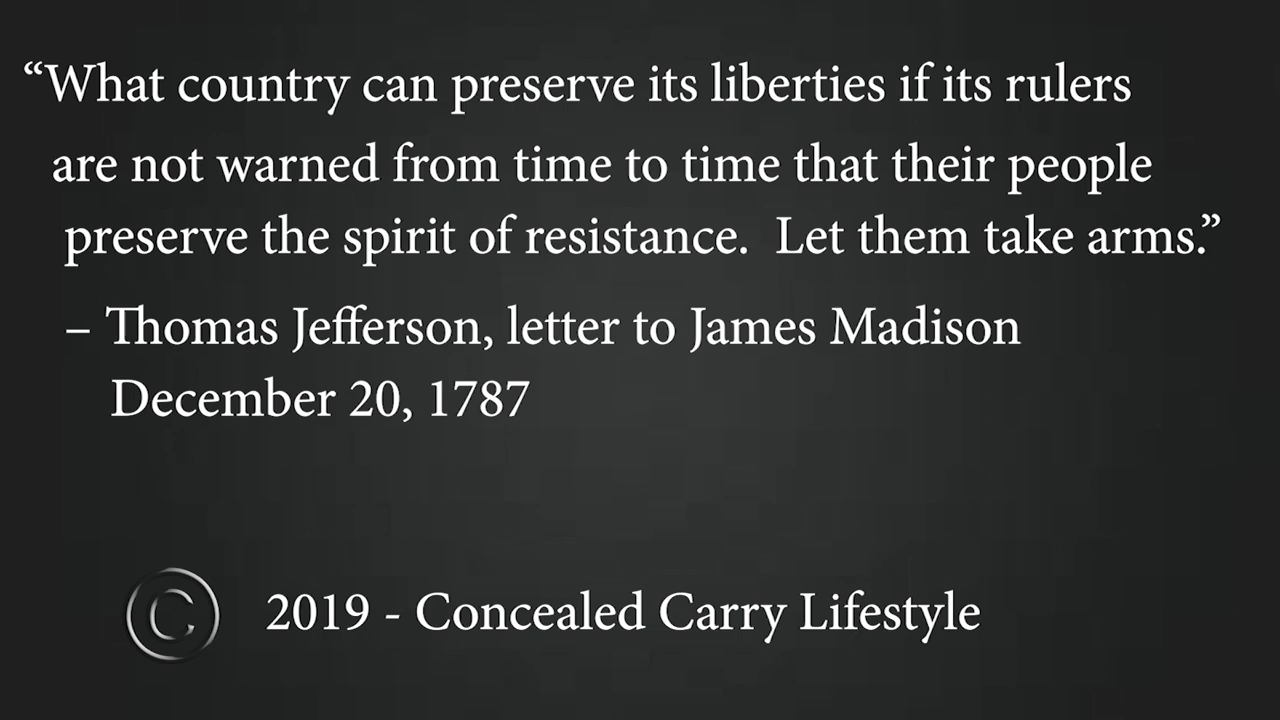 “What country can preserve its liberties if its rulers
are not warned from time to time that their people
preserve the spirit of resistance.  Let them take arms.”
– Thomas Jefferson, letter to James Madison
December 20, 1787
© 2019 - Concealed Carry Lifestyle